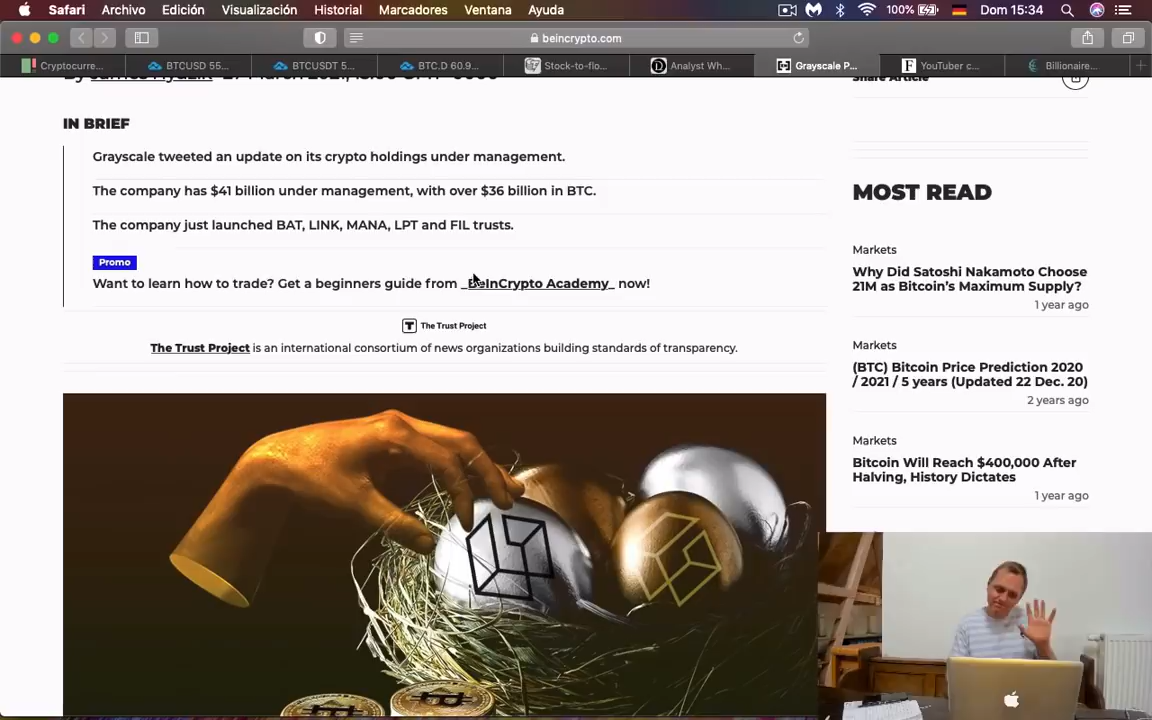 Safari Archivo Edición Visualización Historial Marcadores Ventana Ayuda 100% Dom 15:34
beincrypto.com
Cryptocurre... BTCUSD 55... BTCUSDT 5... BTC.D 60.9... Stock-to-flo... Analyst Wh... Grayscale P... YouTuber c... Billionaire...
Share Article
IN BRIEF
Grayscale tweeted an update on its crypto holdings under management.
The company has $41 billion under management, with over $36 billion in BTC.
The company just launched BAT, LINK, MANA, LPT and FIL trusts.
Promo
Want to learn how to trade? Get a beginners guide from _BeInCrypto Academy_ now!
The Trust Project
The Trust Project is an international consortium of news organizations building standards of transparency.
MOST READ
Markets
Why Did Satoshi Nakamoto Choose
21M as Bitcoin’s Maximum Supply?
1 year ago
Markets
(BTC) Bitcoin Price Prediction 2020
/ 2021 / 5 years (Updated 22 Dec. 20)
2 years ago
Markets
Bitcoin Will Reach $400,000 After
Halving, History Dictates
1 year ago